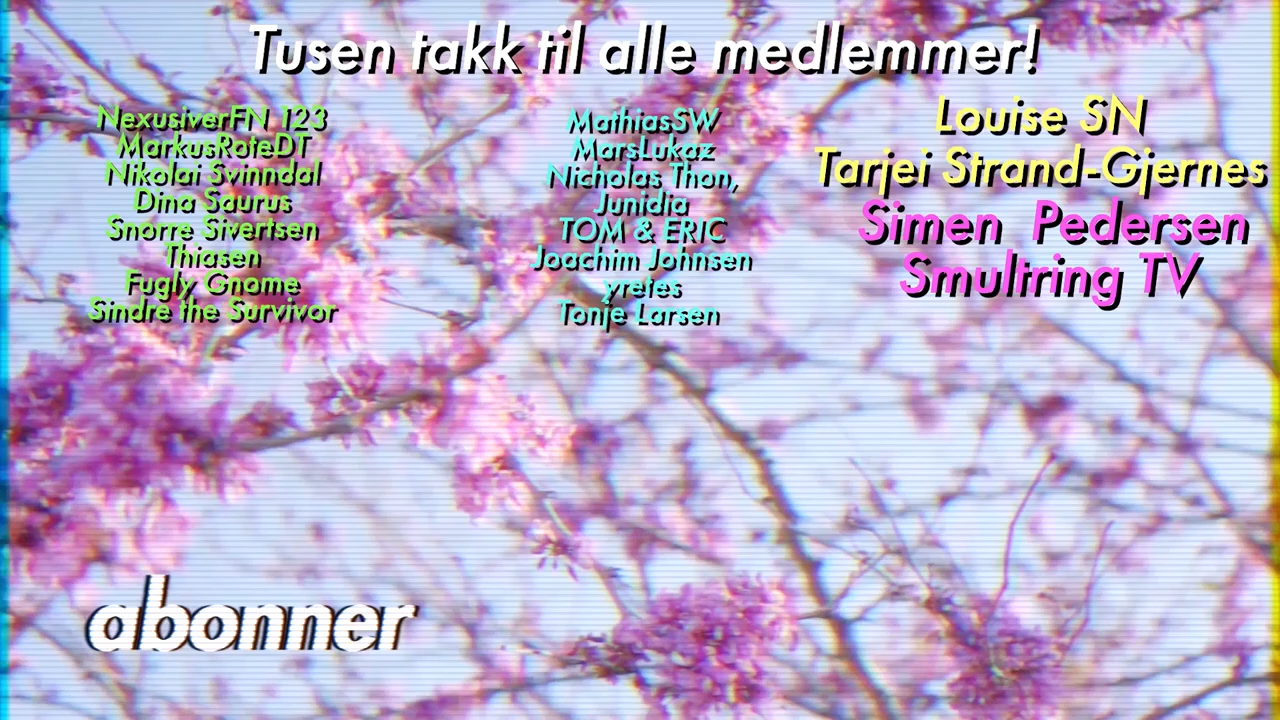 Tusen takk til alle medlemmer!
NexusiverFN 123
MarkusRoteDT
Nikolai Svinndal
Dina Saurus
Snorre Sivertsen
Thiasen
Fugly Gnome
Sindre the Survivor
MathiasSW
MarsLukaz
Nicholas Thon,
Junidia
TOM & ERIC
Joachim Johnsen
yretes
Tonje Larsen
Louise SN
Tarjei Strand-Gjernes
Simen Pedersen
Smultring TV
abonner